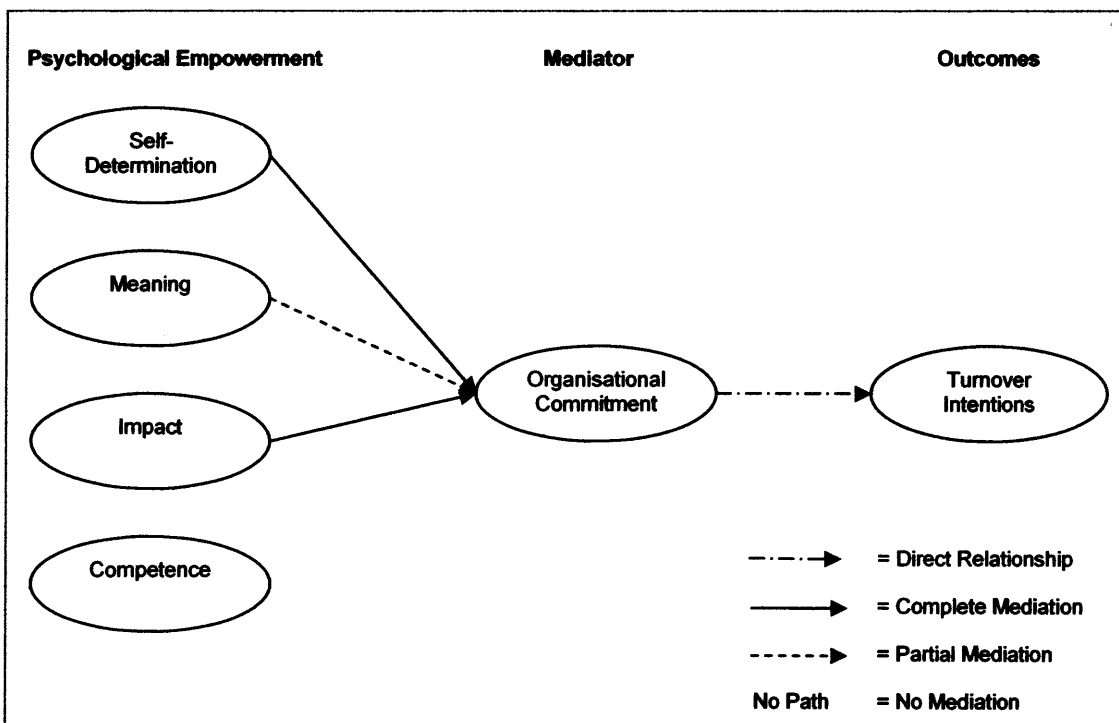 Psychological Empowerment Mediator Outcomes
Self-
Determination
Meaning
Impact
Competence
Organisational
Commitment
Turnover
Intentions
= Direct Relationship
= Complete Mediation
= Partial Mediation
No Path = No Mediation